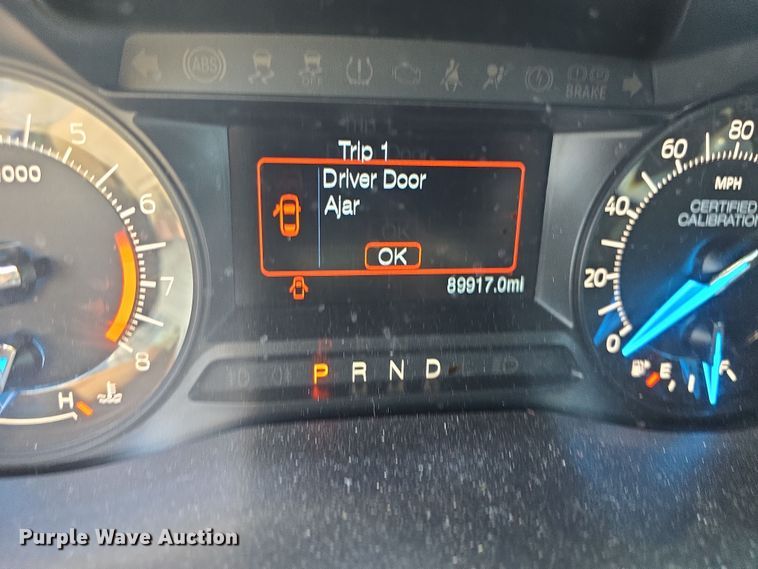 ABS
OFF
BRAKE
Trip 1
Driver Door
Ajar
OK
89917.0mi
5
6
7
8
000
H
P R N D
0
20
40
60
80
MPH
CERTIFIED
CALIBRATION
E
F
Purple Wave Auction